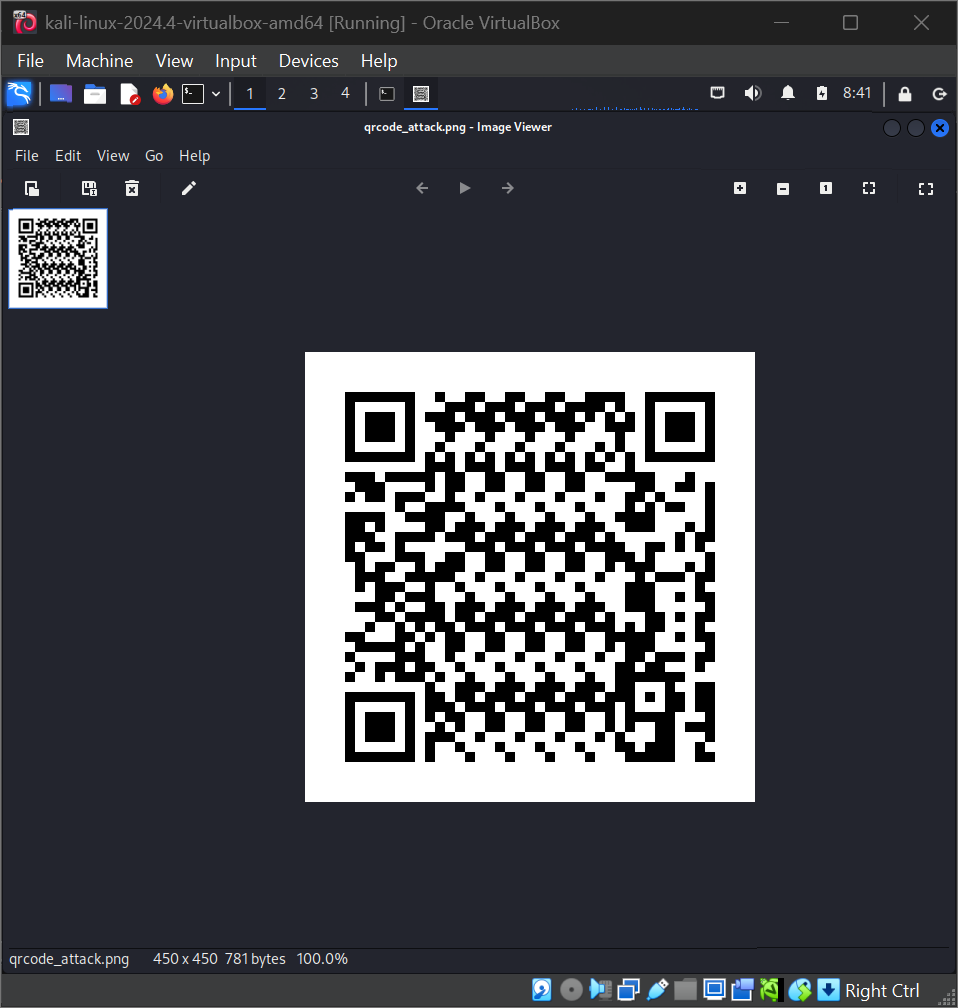 kali-linux-2024.4-virtualbox-amd64 [Running] - Oracle VirtualBox
File Machine View Input Devices Help
1 2 3 4 8:41
qrcode_attack.png - Image Viewer
File Edit View Go Help
qrcode_attack.png 450 x 450 781 bytes 100.0%
Right Ctrl